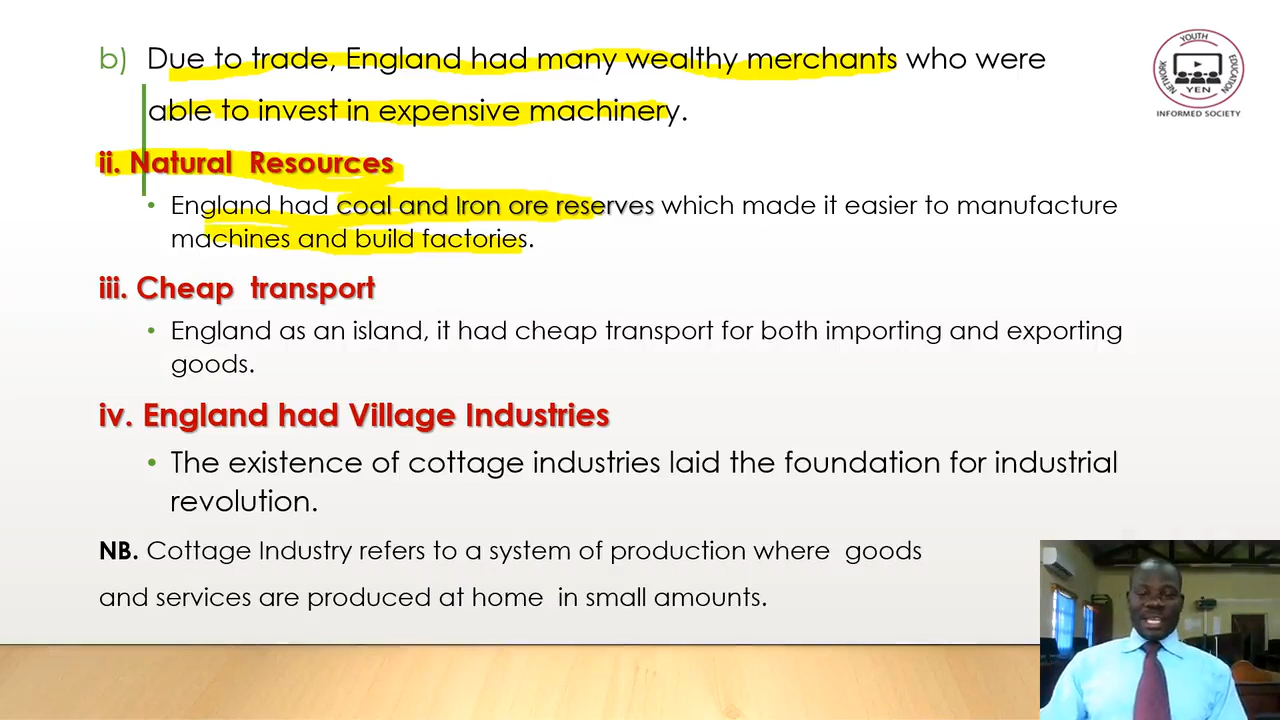 b) Due to trade, England had many wealthy merchants who were
able to invest in expensive machinery.
ii. Natural Resources
• England had coal and Iron ore reserves which made it easier to manufacture
machines and build factories.
iii. Cheap transport
• England as an island, it had cheap transport for both importing and exporting
goods.
iv. England had Village Industries
• The existence of cottage industries laid the foundation for industrial
revolution.
NB. Cottage Industry refers to a system of production where goods
and services are produced at home in small amounts.
YOUTH
EDUCATION
NETWORK
YEN
INFORMED SOCIETY